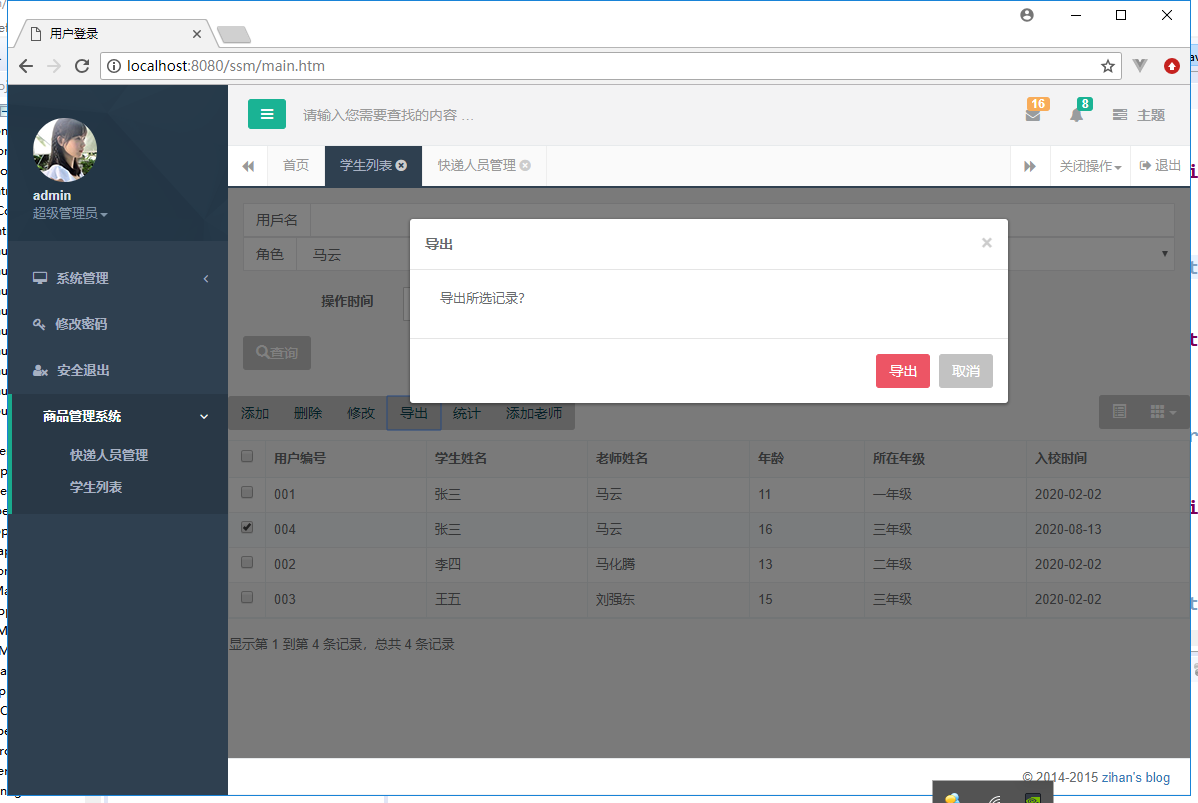 用户登录
localhost:8080/ssm/main.htm
admin
超级管理员
请输入您需要查找的内容 …
16
8
主题
首页
学生列表
快递人员管理
关闭操作
退出
系统管理
修改密码
安全退出
商品管理系统
快递人员管理
学生列表
用戶名
角色
马云
操作时间
查询
导出
×
导出所选记录?
导出
取消
添加 删除 修改 导出 统计 添加老师
用户编号 学生姓名 老师姓名 年龄 所在年级 入校时间
001 张三 马云 11 一年级 2020-02-02
004 张三 马云 16 三年级 2020-08-13
002 李四 马化腾 13 二年级 2020-02-02
003 王五 刘强东 15 三年级 2020-02-02
显示第 1 到第 4 条记录，总共 4 条记录
© 2014-2015 zihan's blog